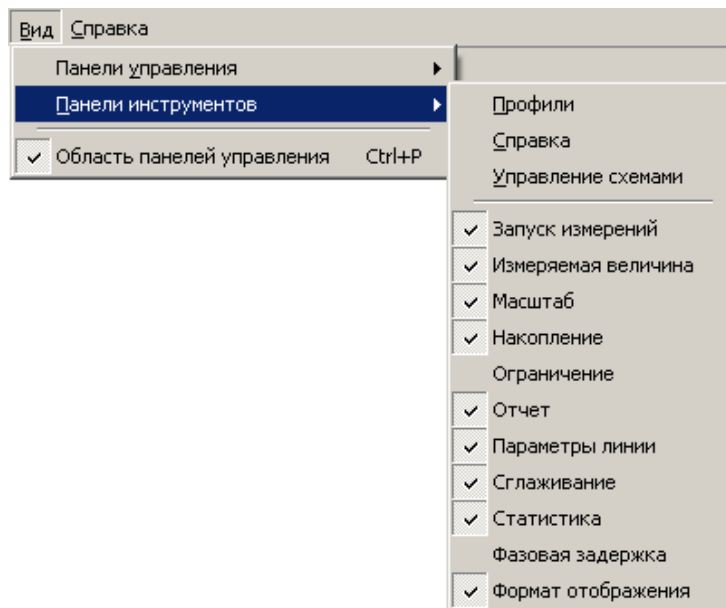 Вид Справка
Панели управления
Панели инструментов
Область панелей управления Ctrl+P
Профили
Справка
Управление схемами
Запуск измерений
Измеряемая величина
Масштаб
Накопление
Ограничение
Отчет
Параметры линии
Сглаживание
Статистика
Фазовая задержка
Формат отображения